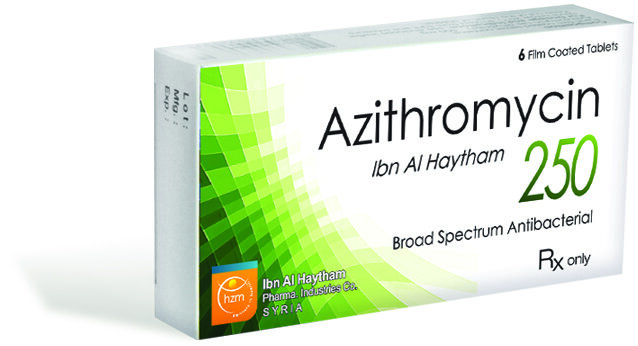 6 Film Coated Tablets
Azithromycin
Ibn Al Haytham
250
Broad Spectrum Antibacterial
Rx only
Lot:
Mfg.:
Exp.:
hzm
Ibn Al Haytham
Pharma. Industries Co.
SYRIA